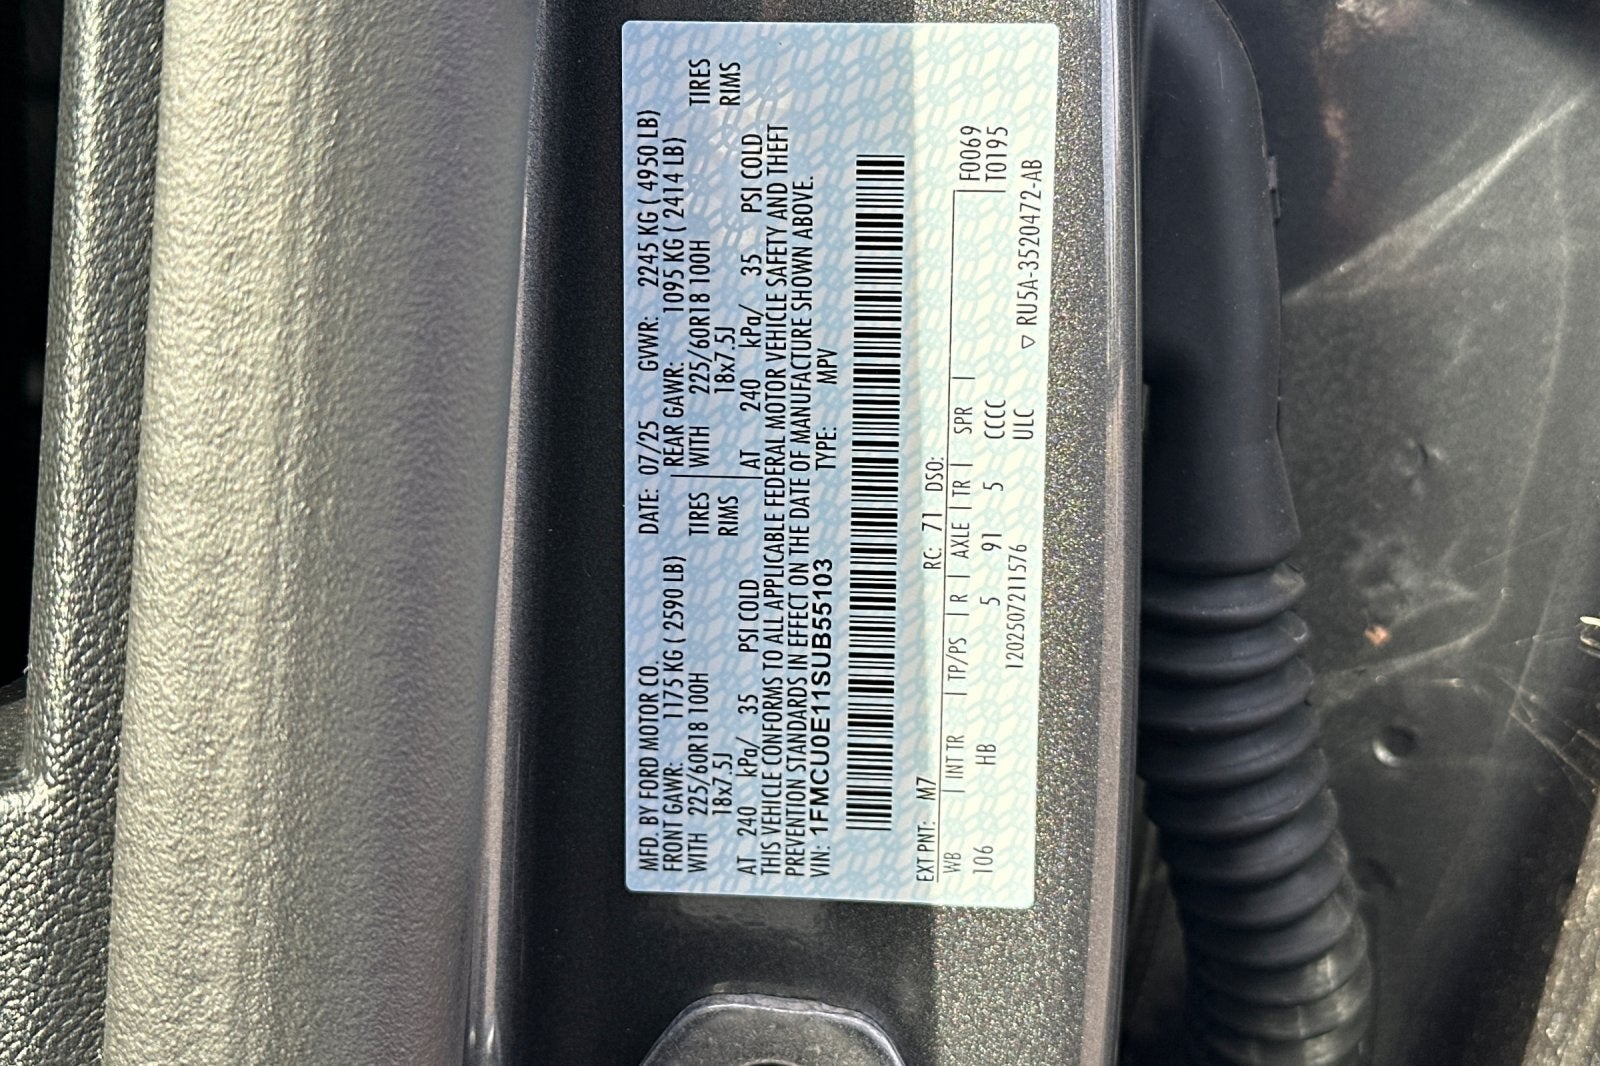 MFD. BY FORD MOTOR CO. DATE: 07/25 GVWR: 2245 KG ( 4950 LB)
FRONT GAWR: 1175 KG ( 2590 LB) REAR GAWR: 1095 KG ( 2414 LB)
WITH 225/60R18 100H TIRES WITH 225/60R18 100H TIRES
18x7.5J RIMS 18x7.5J RIMS
AT 240 kPa/ 35 PSI COLD AT 240 kPa/ 35 PSI COLD
THIS VEHICLE CONFORMS TO ALL APPLICABLE FEDERAL MOTOR VEHICLE SAFETY AND THEFT
PREVENTION STANDARDS IN EFFECT ON THE DATE OF MANUFACTURE SHOWN ABOVE.
VIN: 1FMCU0E11SUB55103 TYPE: MPV
EXT PNT: M7 RC: 71 DSO: F0069
WB INT TR TP/PS R AXLE TR SPR T0195
106 HB 5 91 5 CCCC
1202507211576 ULC ▽ RU5A-3520472-AB